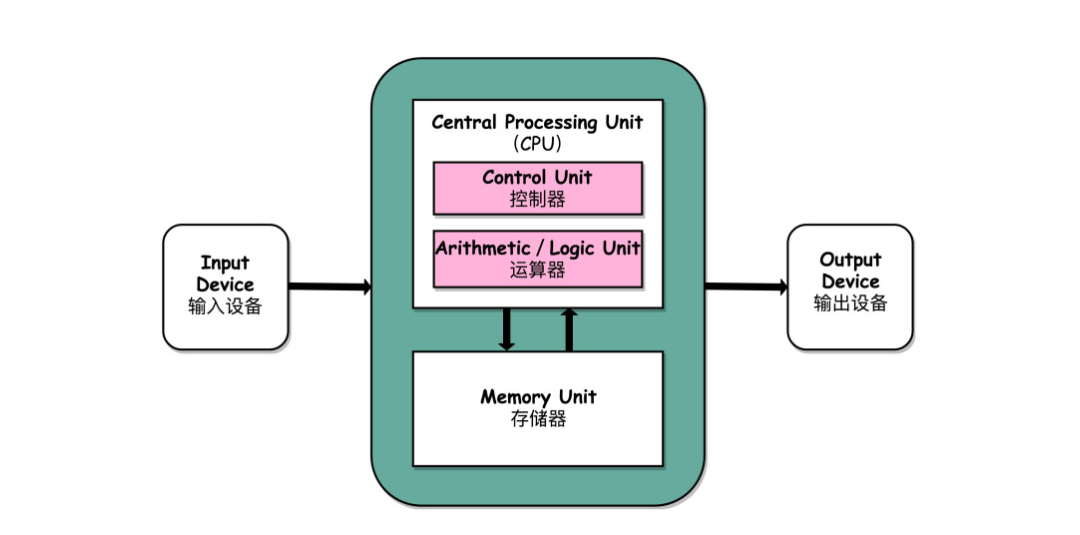 Central Processing Unit
（CPU）
Control Unit
控制器
Arithmetic / Logic Unit
运算器
Input
Device
输入设备
Output
Device
输出设备
Memory Unit
存储器